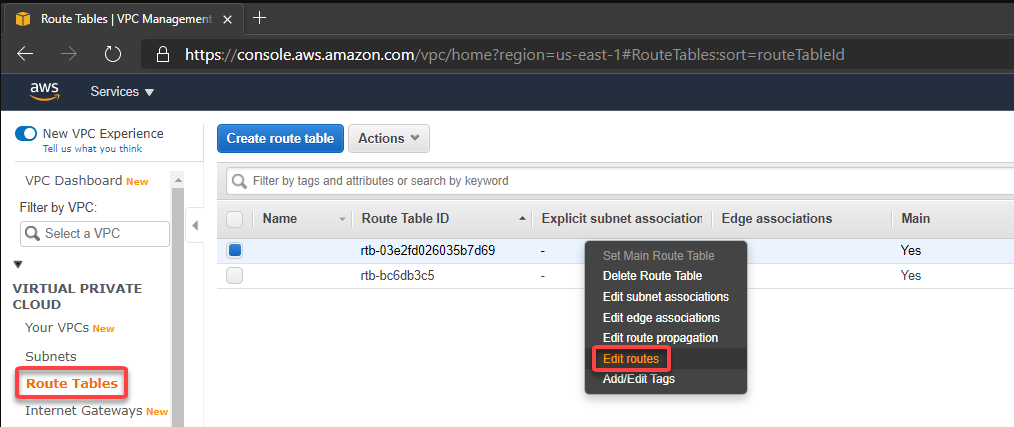 Route Tables | VPC Management
https://console.aws.amazon.com/vpc/home?region=us-east-1#RouteTables:sort=routeTableId
aws Services
New VPC Experience
Tell us what you think
VPC Dashboard New
Filter by VPC:
Select a VPC
VIRTUAL PRIVATE
CLOUD
Your VPCs New
Subnets
Route Tables
Internet Gateways New
Create route table Actions
Filter by tags and attributes or search by keyword
Name Route Table ID Explicit subnet association Edge associations Main
rtb-03e2fd026035b7d69 - Yes
rtb-bc6db3c5 - Yes
Set Main Route Table
Delete Route Table
Edit subnet associations
Edit edge associations
Edit route propagation
Edit routes
Add/Edit Tags